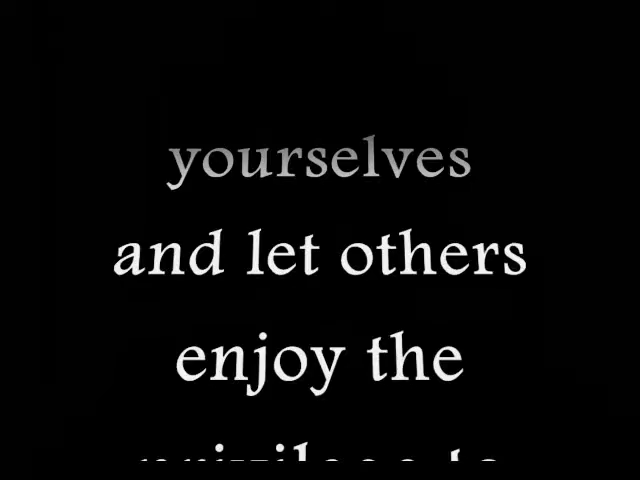 yourselves
and let others
enjoy the
privilege to